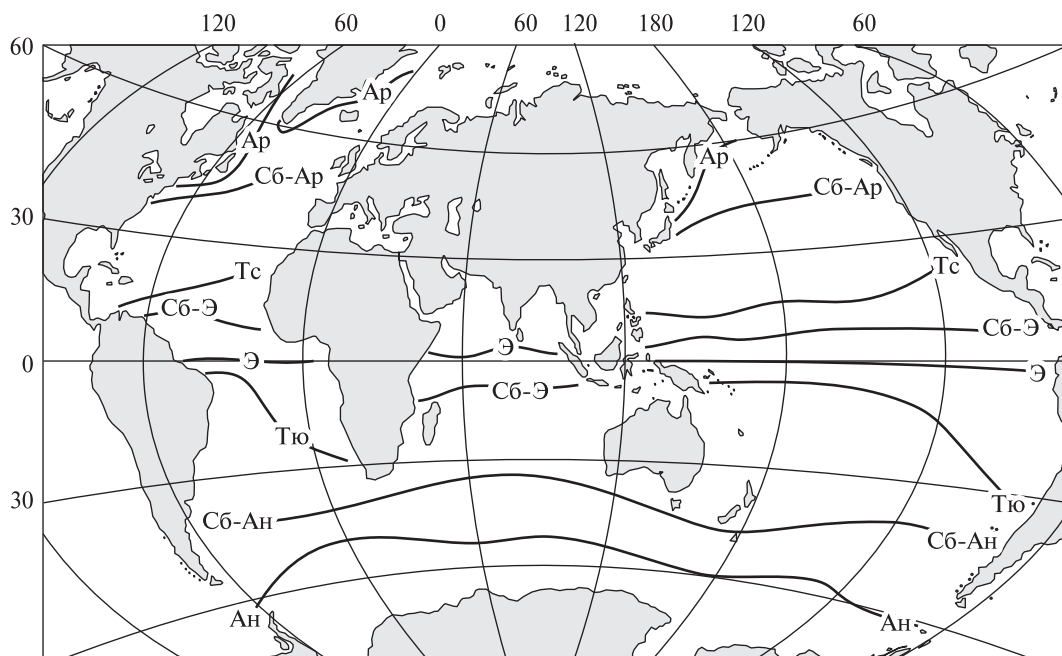 120 60 0 60 120 180 120 60
60
Ар
Ар
Ар
Сб-Ар
Сб-Ар
30
Тс
Тс
Сб-Э
Сб-Э
Э
0
Э
Э
Сб-Э
Тю
30
Тю
Сб-Ан
Сб-Ан
Ан
Ан